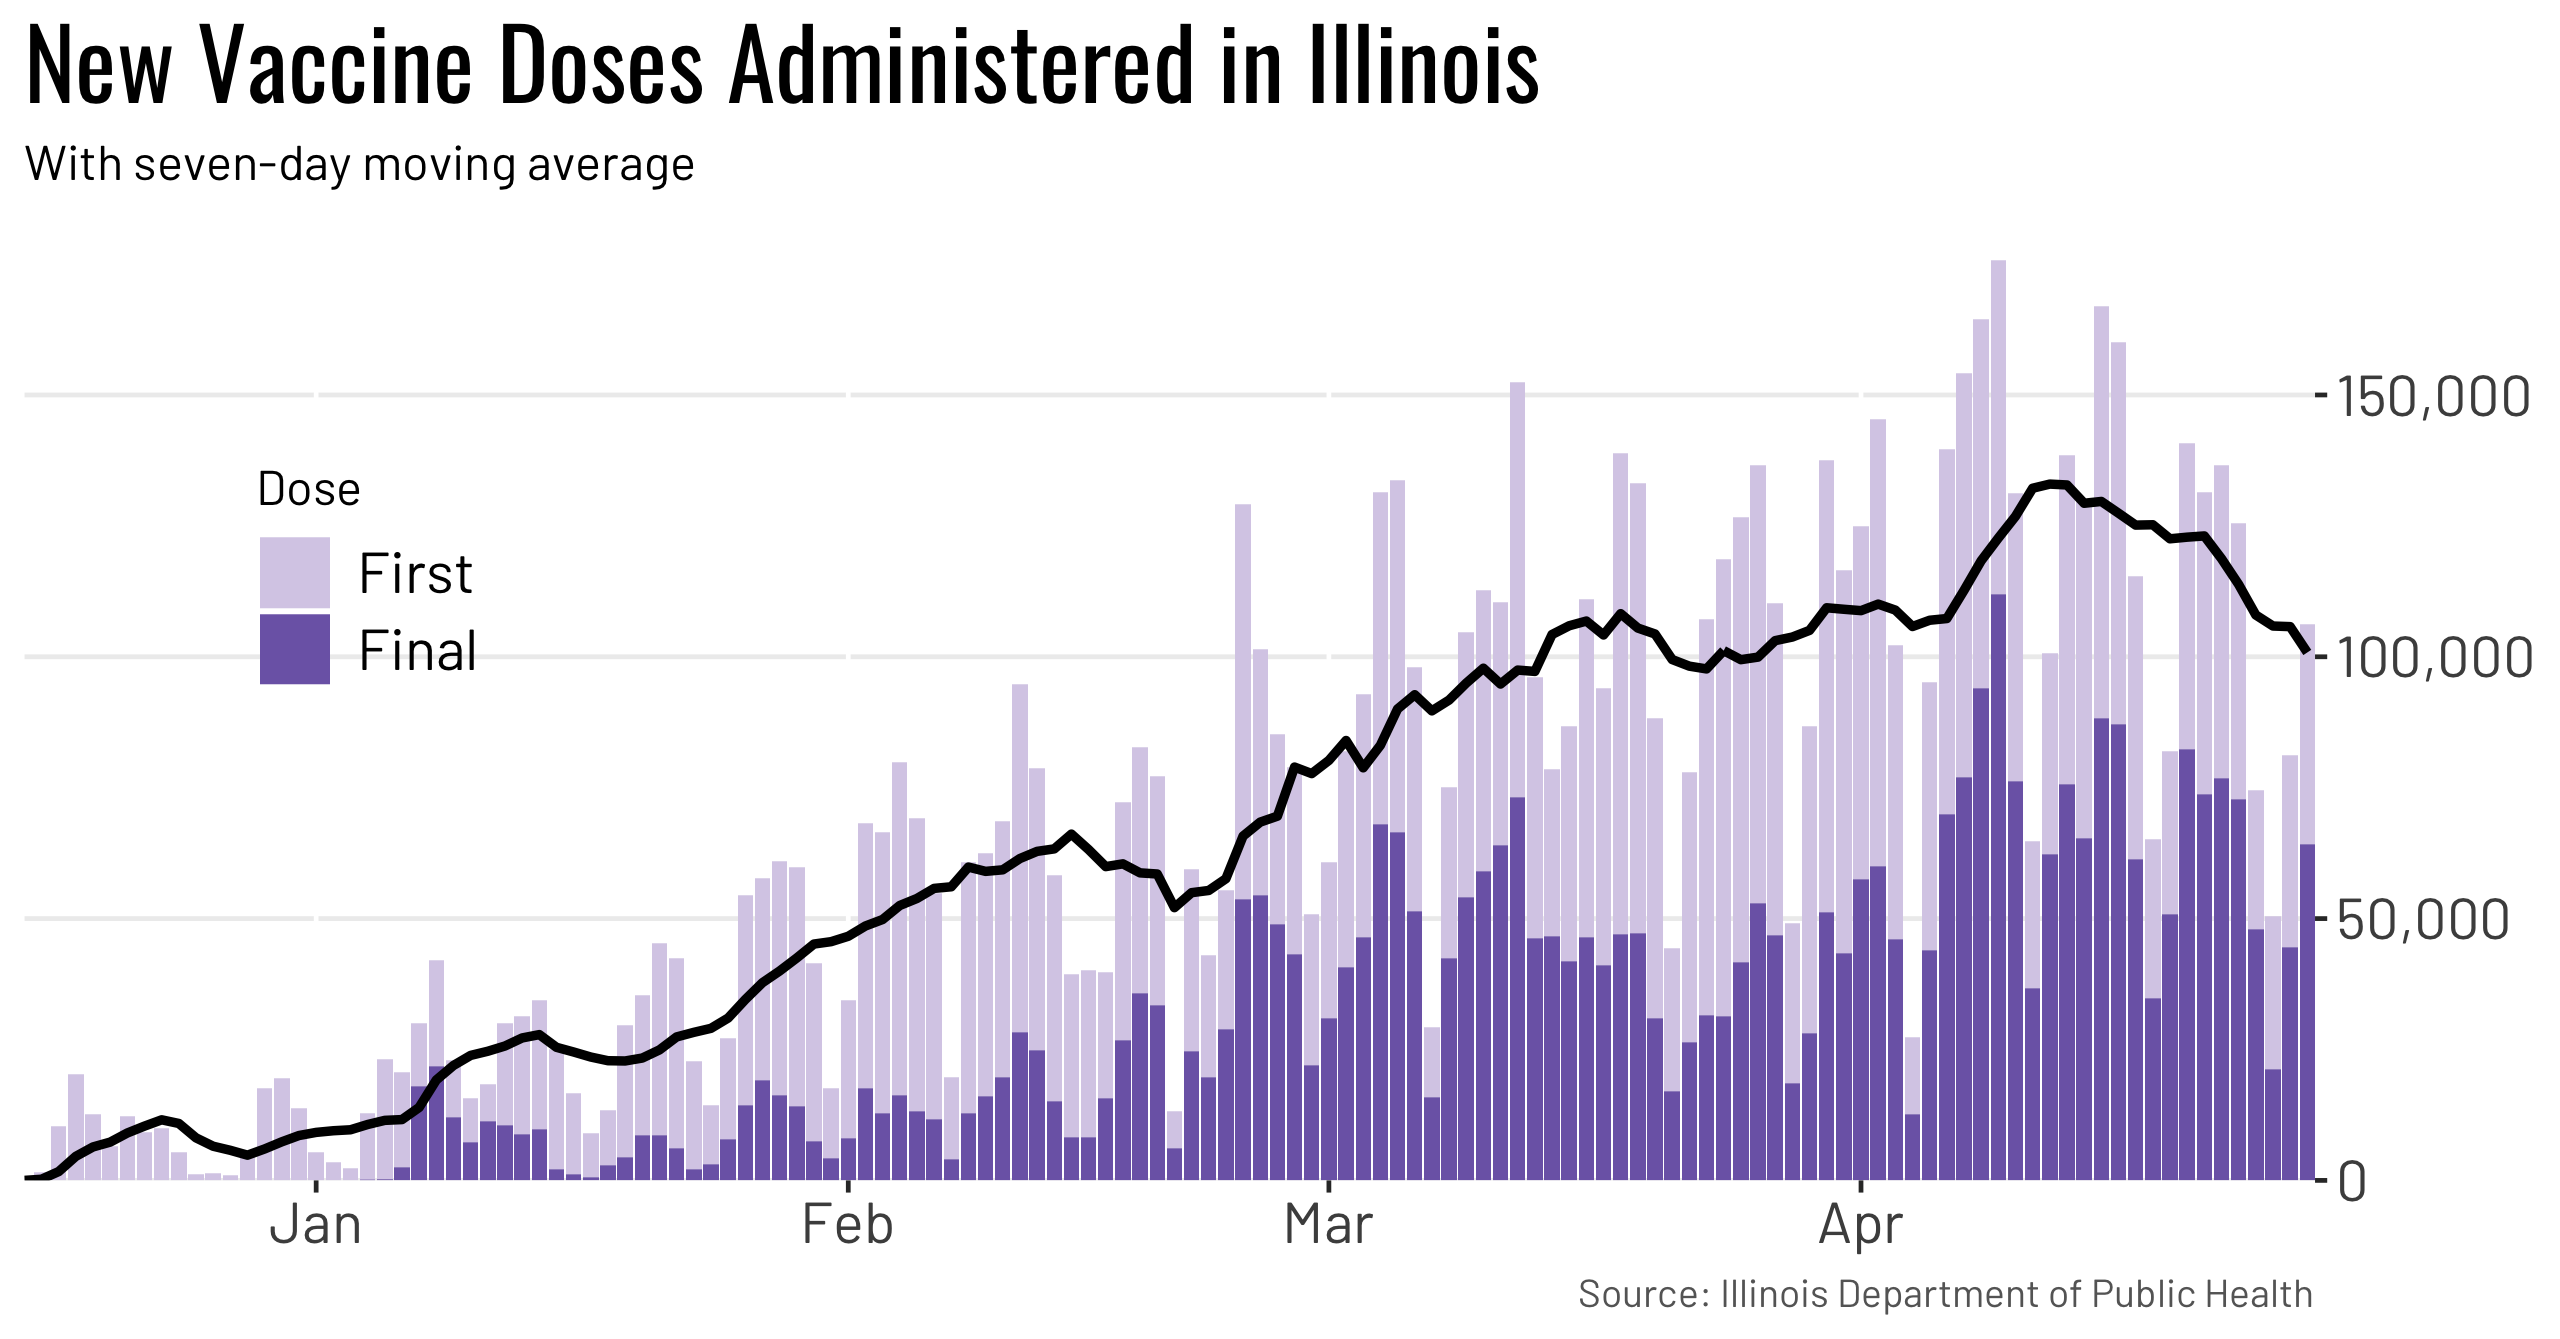 New Vaccine Doses Administered in Illinois
With seven-day moving average
Dose
First
Final
150,000
100,000
50,000
0
Jan Feb Mar Apr
Source: Illinois Department of Public Health